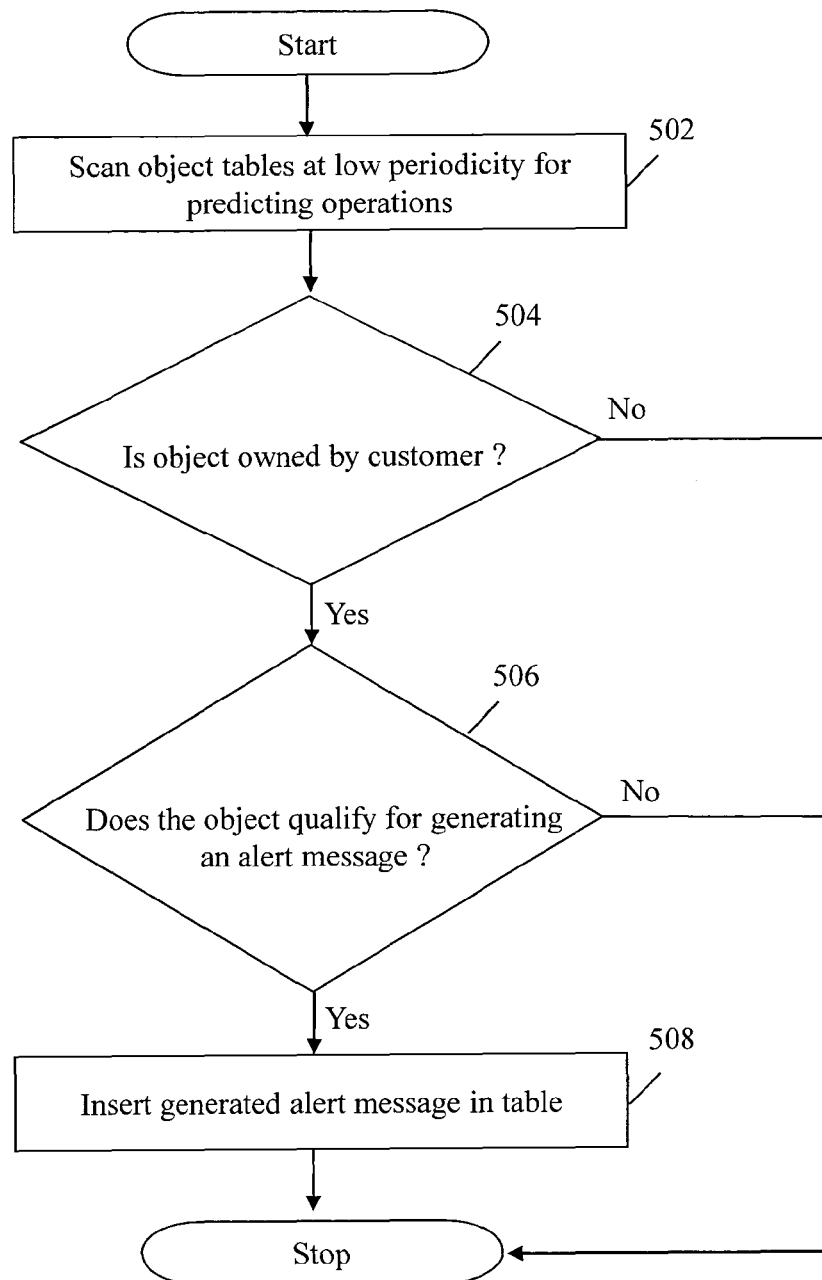 Start
502
Scan object tables at low periodicity for
predicting operations
504
No
Is object owned by customer ?
Yes
506
No
Does the object qualify for generating
an alert message ?
Yes
508
Insert generated alert message in table
Stop